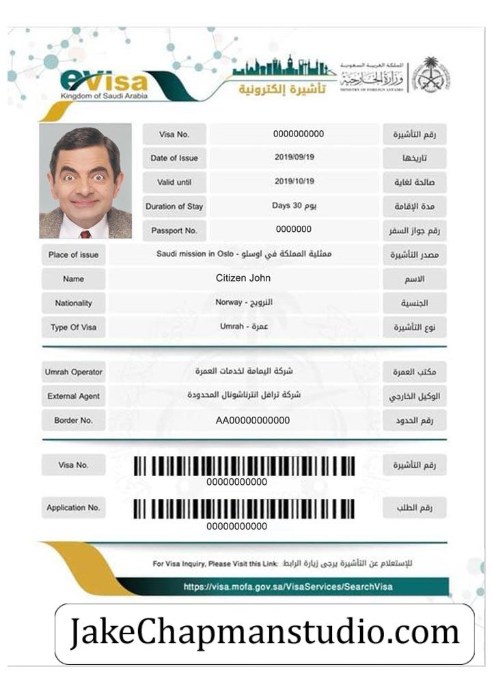 eVisa
Kingdom of Saudi Arabia
تأشيرة إلكترونية
المملكة العربية السعودية
وزارة الخارجية
MINISTRY OF FOREIGN AFFAIRS
Visa No. 0000000000 رقم التأشيرة
Date of Issue 2019/09/19 تاريخها
Valid until 2019/10/19 صالحة لغاية
Duration of Stay Days 30 يوم مدة الإقامة
Passport No. 0000000 رقم جواز السفر
Place of issue Saudi mission in Oslo - ممثلية المملكة في اوسلو مصدر التأشيرة
Name Citizen John الاسم
Nationality Norway - النرويج الجنسية
Type Of Visa Umrah - عمرة نوع التأشيرة
Umrah Operator شركة اليمامة لخدمات العمرة مكتب العمرة
External Agent شركة ترافل انترناشونال المحدودة الوكيل الخارجي
Border No. AA00000000000 رقم الحدود
Visa No. رقم التأشيرة
00000000000
Application No. رقم الطلب
00000000000
For Visa Inquiry, Please Visit this Link: للإستعلام عن التأشيرة يرجى زيارة الرابط:
https://visa.mofa.gov.sa/VisaServices/SearchVisa
JakeChapmanstudio.com